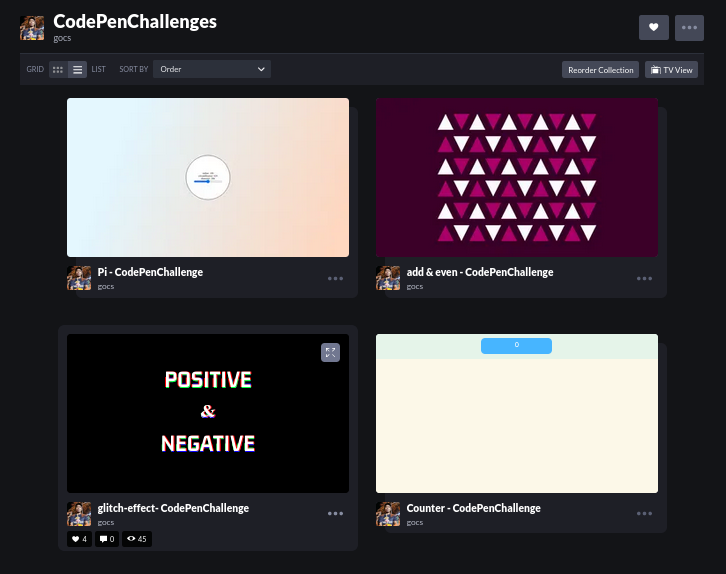 CodePenChallenges
gocs
GRID LIST SORT BY Order Reorder Collection TV View
Pi - CodePenChallenge
gocs
add & even - CodePenChallenge
gocs
POSITIVE
&
NEGATIVE
glitch-effect- CodePenChallenge
gocs
4 0 45
0
Counter - CodePenChallenge
gocs